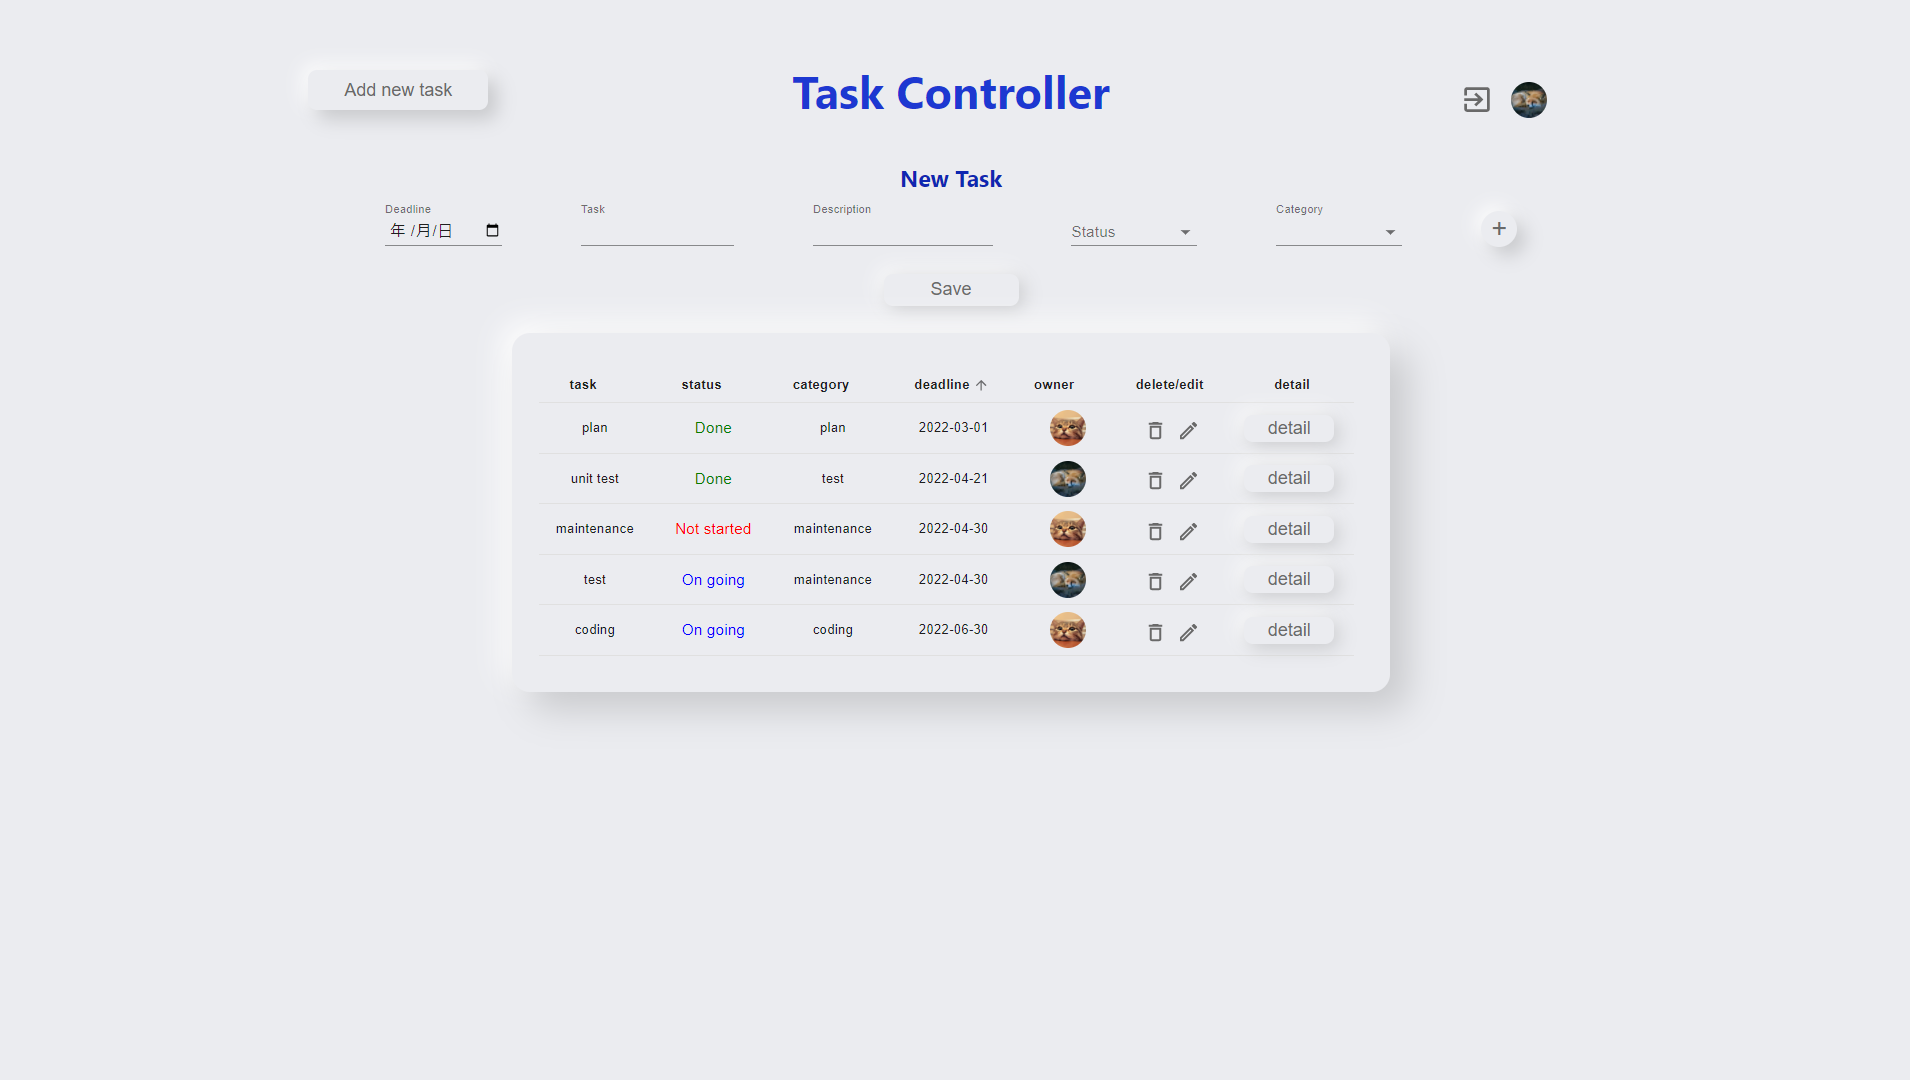 Add new task
Task Controller
New Task
Deadline Task Description Category
年 /月/日 Status +
Save
task status category deadline owner delete/edit detail
plan Done plan 2022-03-01 detail
unit test Done test 2022-04-21 detail
maintenance Not started maintenance 2022-04-30 detail
test On going maintenance 2022-04-30 detail
coding On going coding 2022-06-30 detail